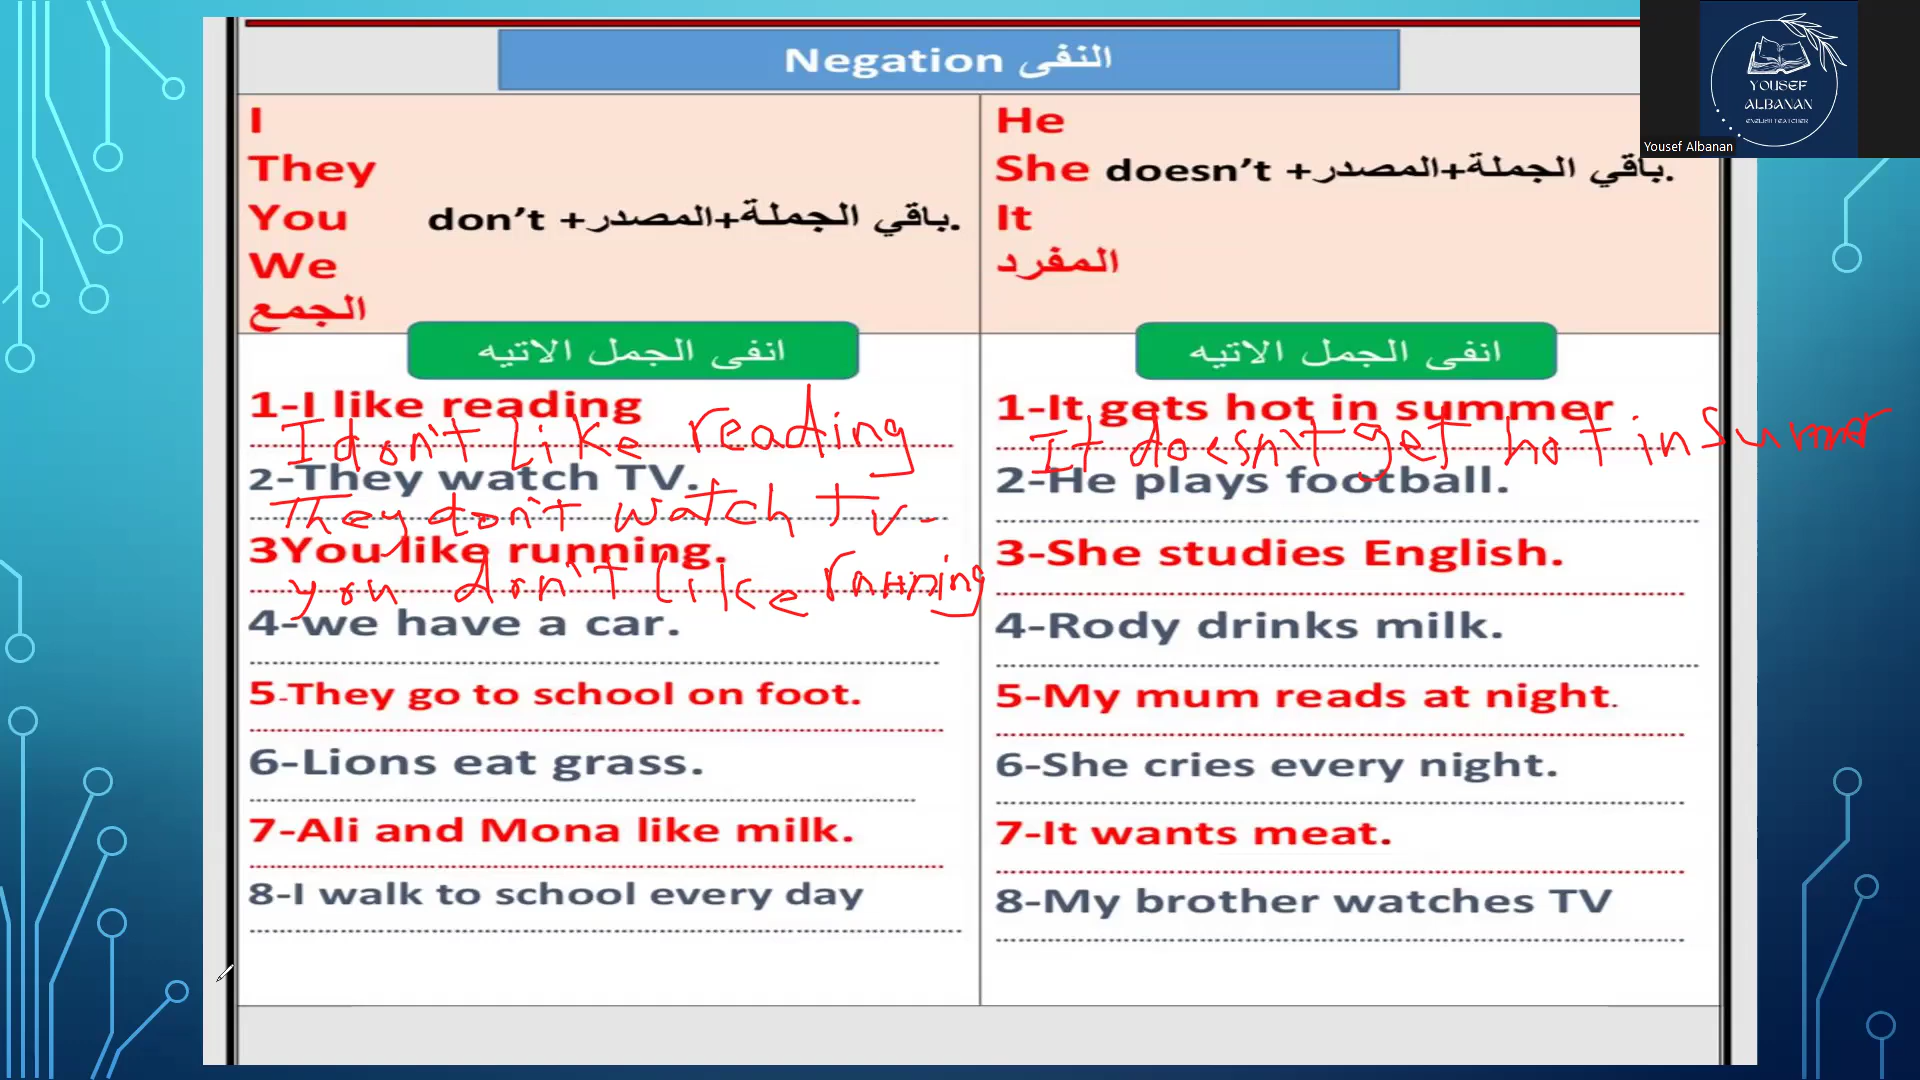 Negation النفى
I
They
You
don't +المصدر+باقي الجملة.
We
الجمع
He
She doesn't +المصدر+باقي الجملة.
It
المفرد
انفى الجمل الاتيه
1-I like reading
I don't like reading
2-They watch TV.
They don't watch tv.
3You like running.
you don't like running
4-we have a car.
5-They go to school on foot.
6-Lions eat grass.
7-Ali and Mona like milk.
8-I walk to school every day
انفى الجمل الاتيه
1-It gets hot in summer
It doesn't get hot in summer
2-He plays football.
3-She studies English.
4-Rody drinks milk.
5-My mum reads at night.
6-She cries every night.
7-It wants meat.
8-My brother watches TV
YOUSEF
ALBANAN
ENGLISH TEATCHER
Yousef Albanan